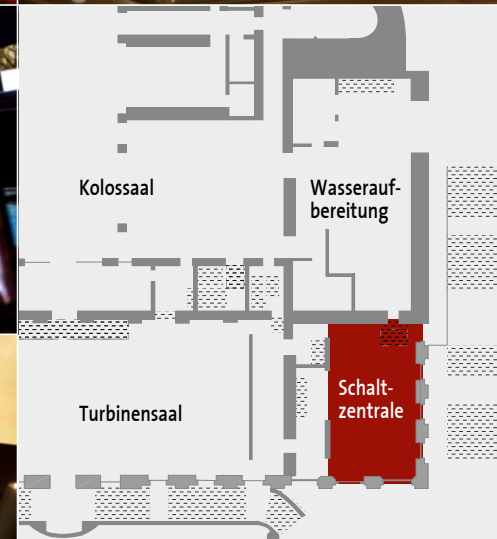 Kolossaal
Wasserauf-
bereitung
Schalt-
zentrale
Turbinensaal